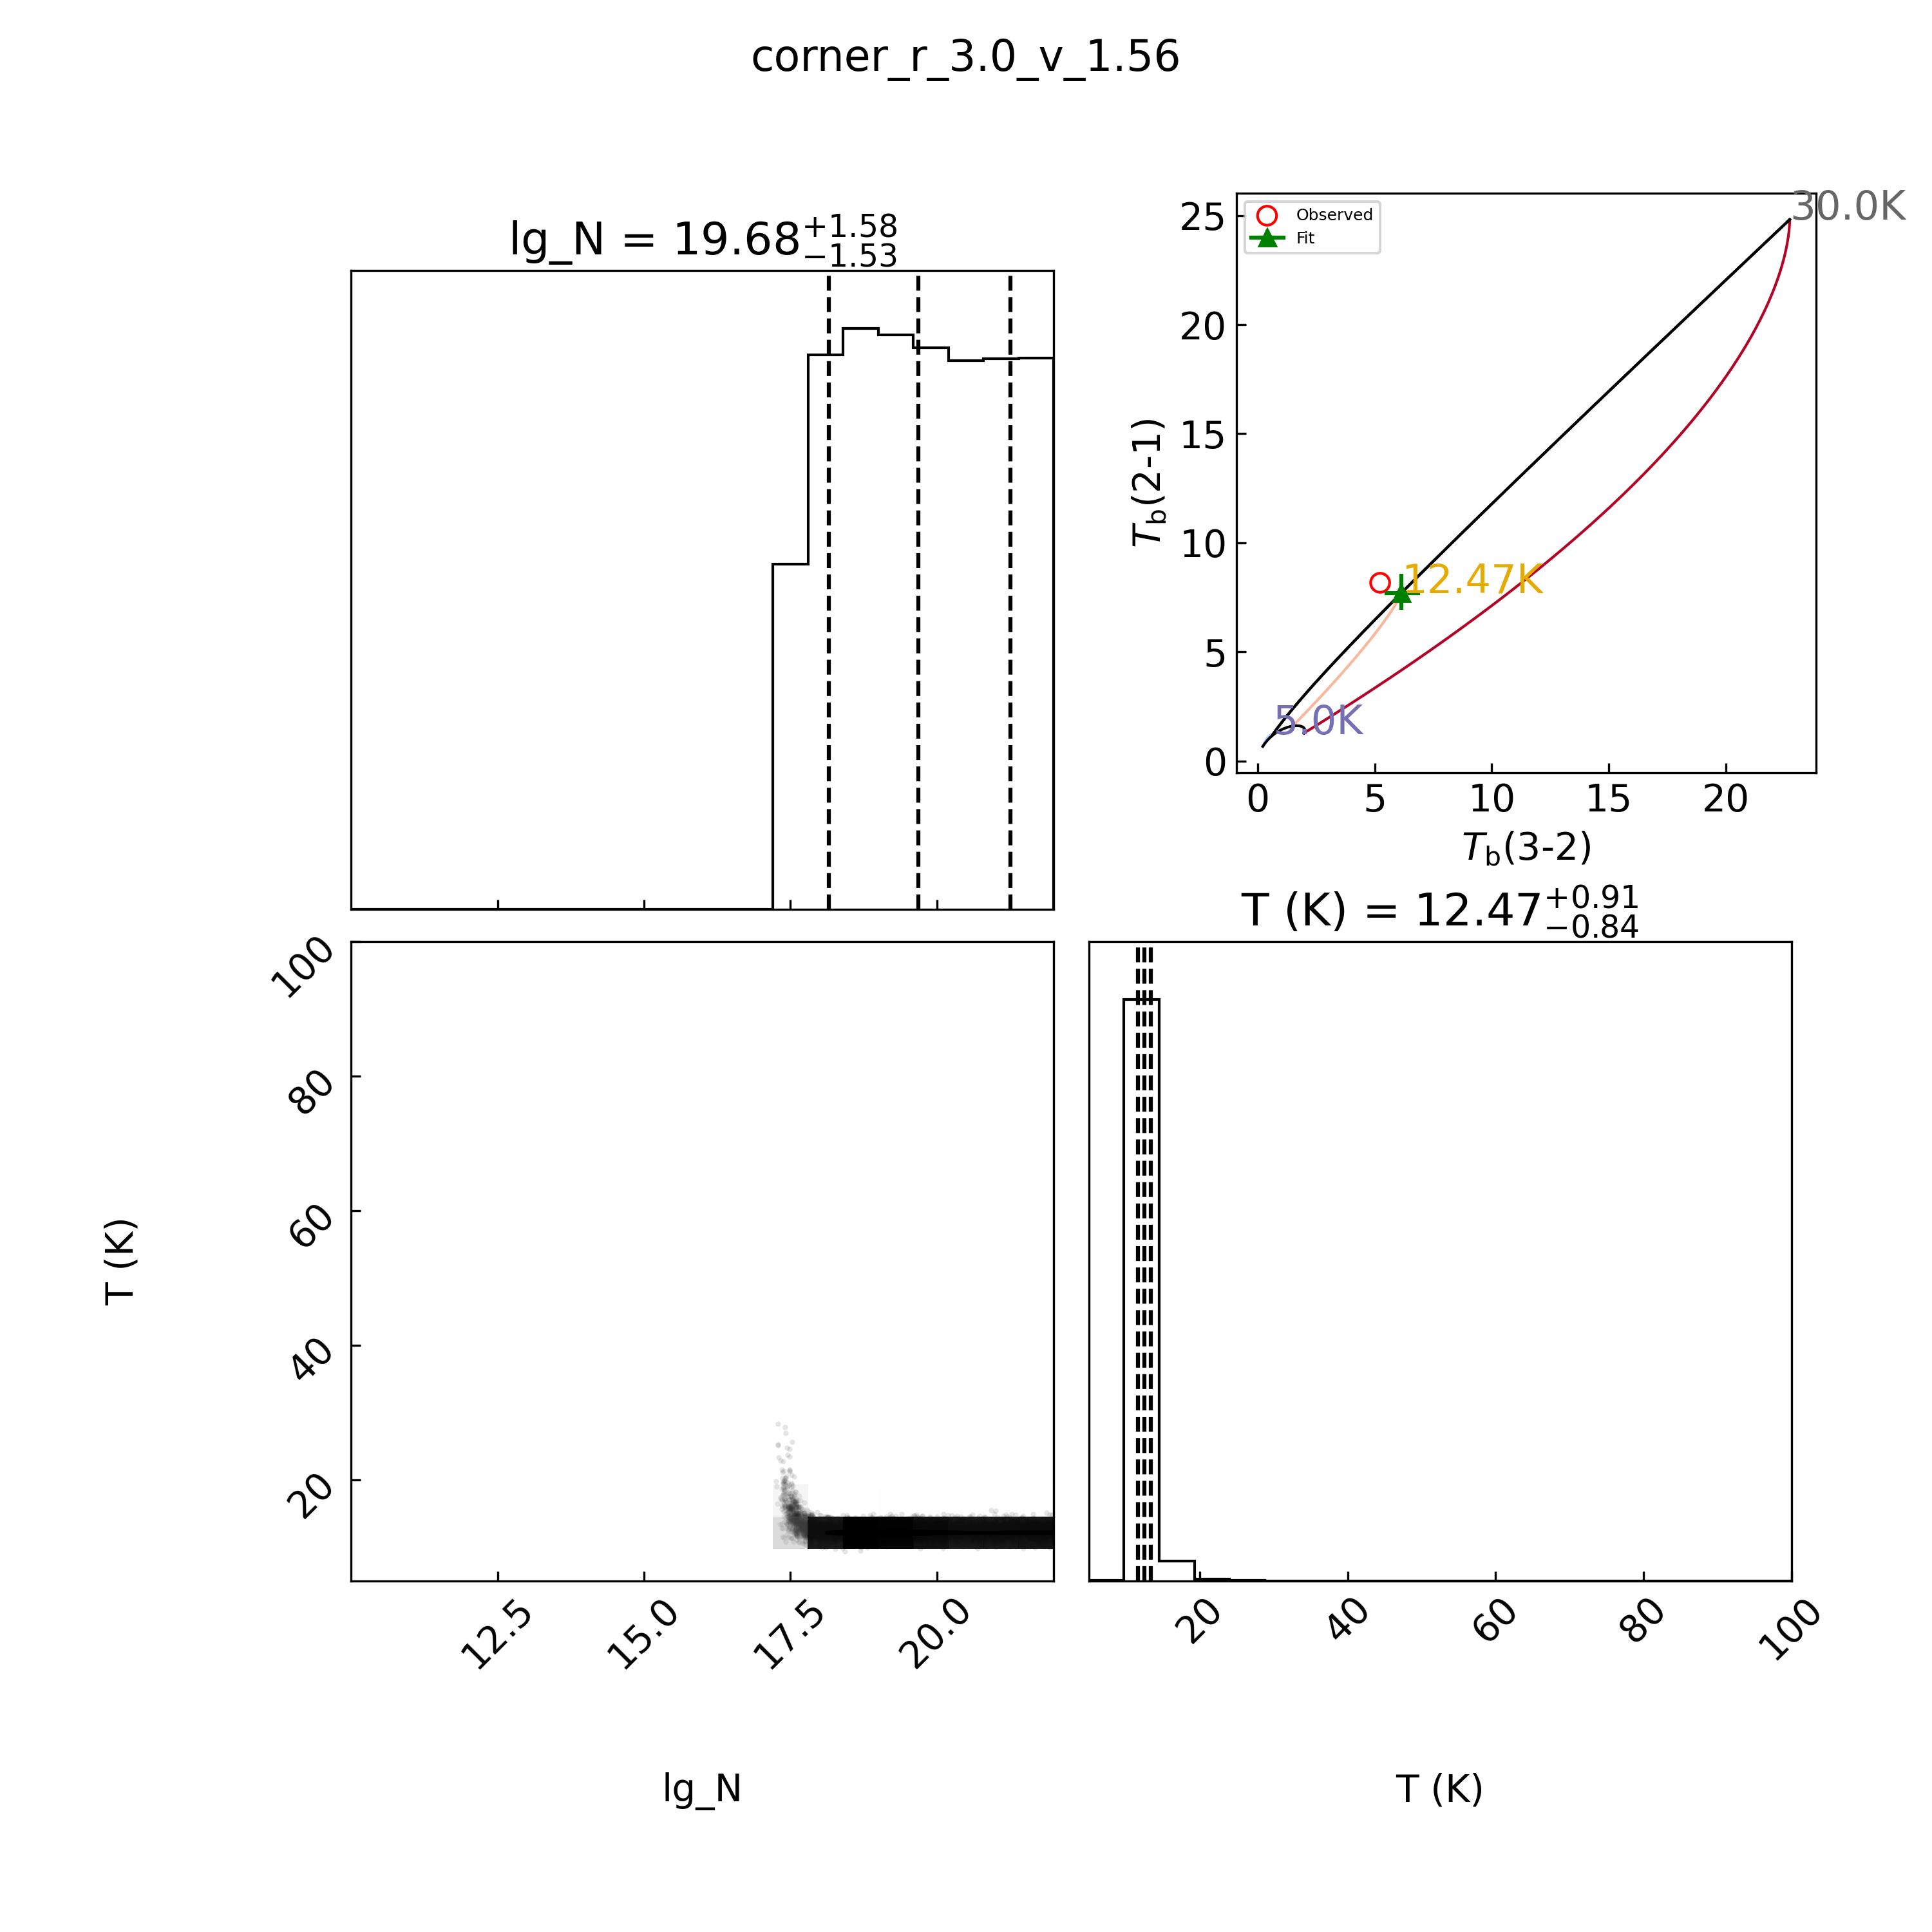 corner_r_3.0_v_1.56
lg_N = 19.68+1.58−1.53
30.0K
25
20
15
10
5
0
Tb(2-1)
Observed
Fit
12.47K
5.0K
0 5 10 15 20
Tb(3-2)
T (K) = 12.47+0.91−0.84
100
80
60
40
20
T (K)
12.5 15.0 17.5 20.0
lg_N
20 40 60 80 100
T (K)